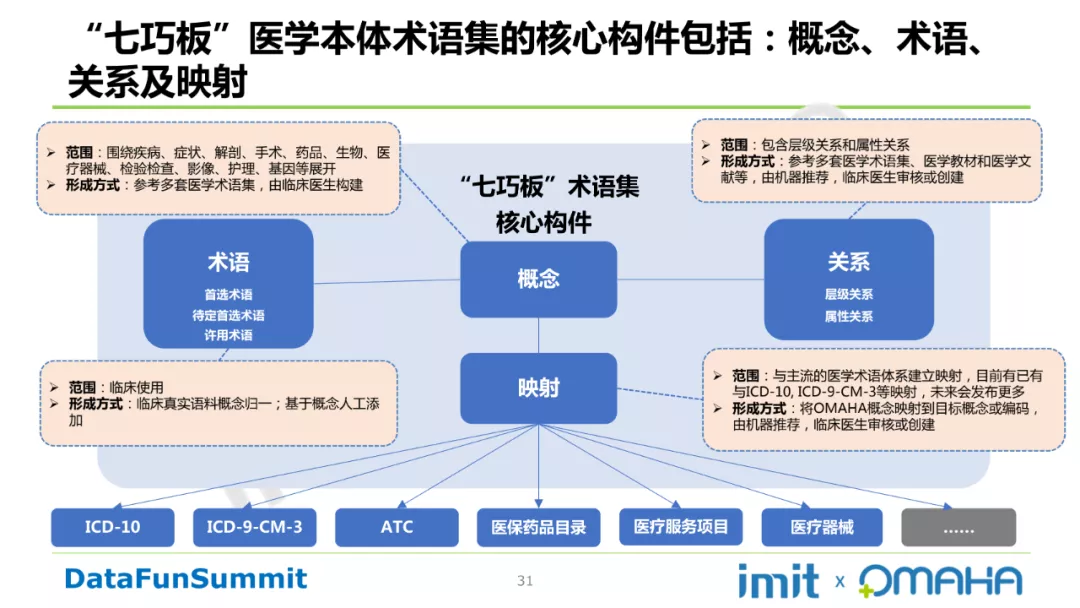 “七巧板”医学本体术语集的核心构件包括：概念、术语、
关系及映射
➢ 范围：围绕疾病、症状、解剖、手术、药品、生物、医
疗器械、检验检查、影像、护理、基因等展开
➢ 形成方式：参考多套医学术语集，由临床医生构建
➢ 范围：包含层级关系和属性关系
➢ 形成方式：参考多套医学术语集、医学教材和医学文
献等，由机器推荐，临床医生审核或创建
“七巧板”术语集
核心构件
术语
首选术语
待定首选术语
许用术语
概念
关系
层级关系
属性关系
映射
➢ 范围：临床使用
➢ 形成方式：临床真实语料概念归一；基于概念人工添
加
➢ 范围：与主流的医学术语体系建立映射，目前有已有
与ICD-10, ICD-9-CM-3等映射，未来会发布更多
➢ 形成方式：将OMAHA概念映射到目标概念或编码，
由机器推荐，临床医生审核或创建
ICD-10
ICD-9-CM-3
ATC
医保药品目录
医疗服务项目
医疗器械
……
DataFunSummit
31
imit x OMAHA